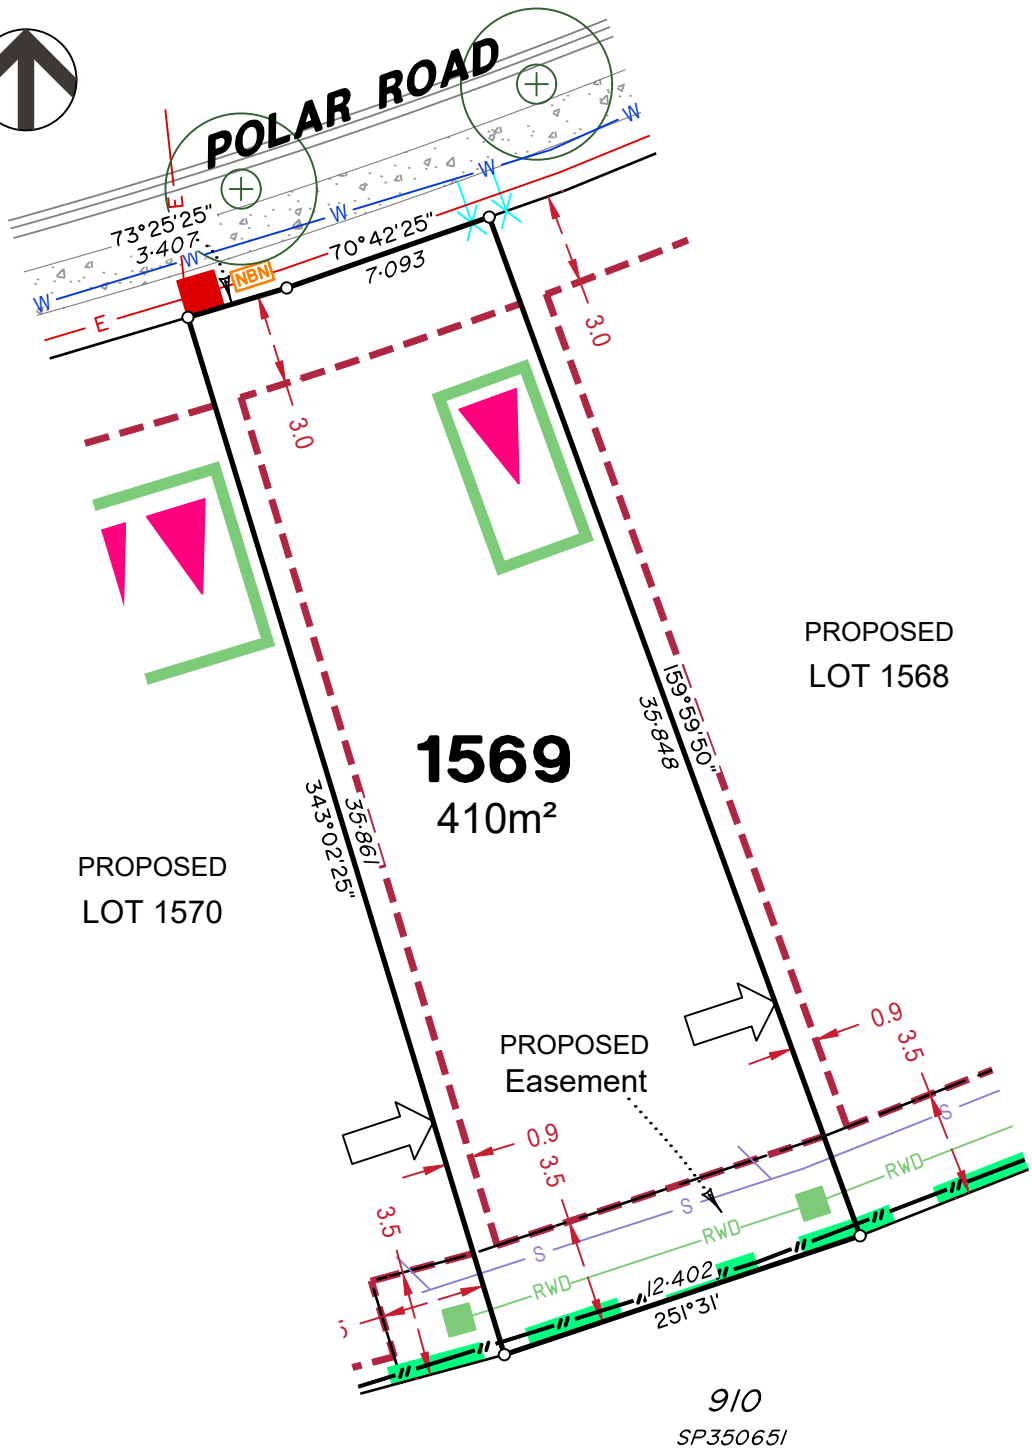 POLAR ROAD
W
W
W
W
W
E
E
73°25'25"
3·407
NBN
70°42'25"
7·093
3.0
3.0
PROPOSED
LOT 1568
159°59'50"
35·848
1569
410m²
35·861
343°02'25"
PROPOSED
LOT 1570
PROPOSED
Easement
0.9
3.5
0.9
3.5
3.5
S
S
S
RWD
RWD
RWD
12·402
251°31'
910
SP350651